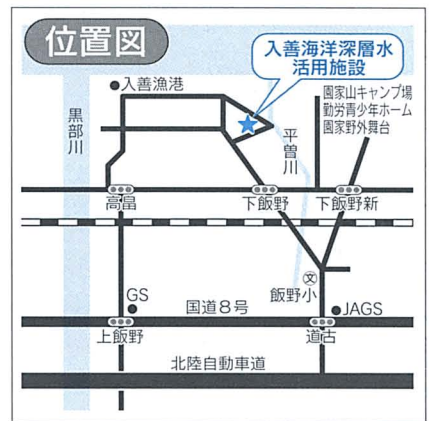 位置図
入善海洋深層水
活用施設
入善漁港
園家山キャンプ場
勤労青少年ホーム
園家野外舞台
黒部川
平曽川
高畠
下飯野
下飯野新
飯野小
文
GS
国道8号
JAGS
上飯野
道古
北陸自動車道